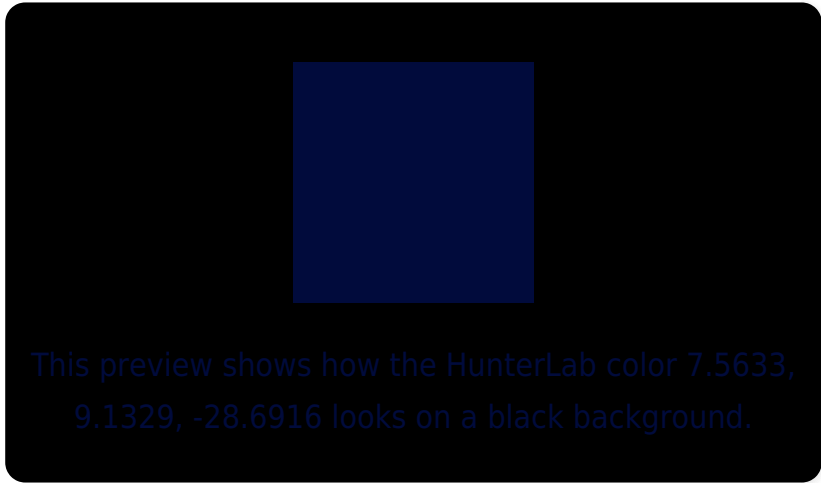 This preview shows how the HunterLab color 7.5633,
9.1329, -28.6916 looks on a black background.